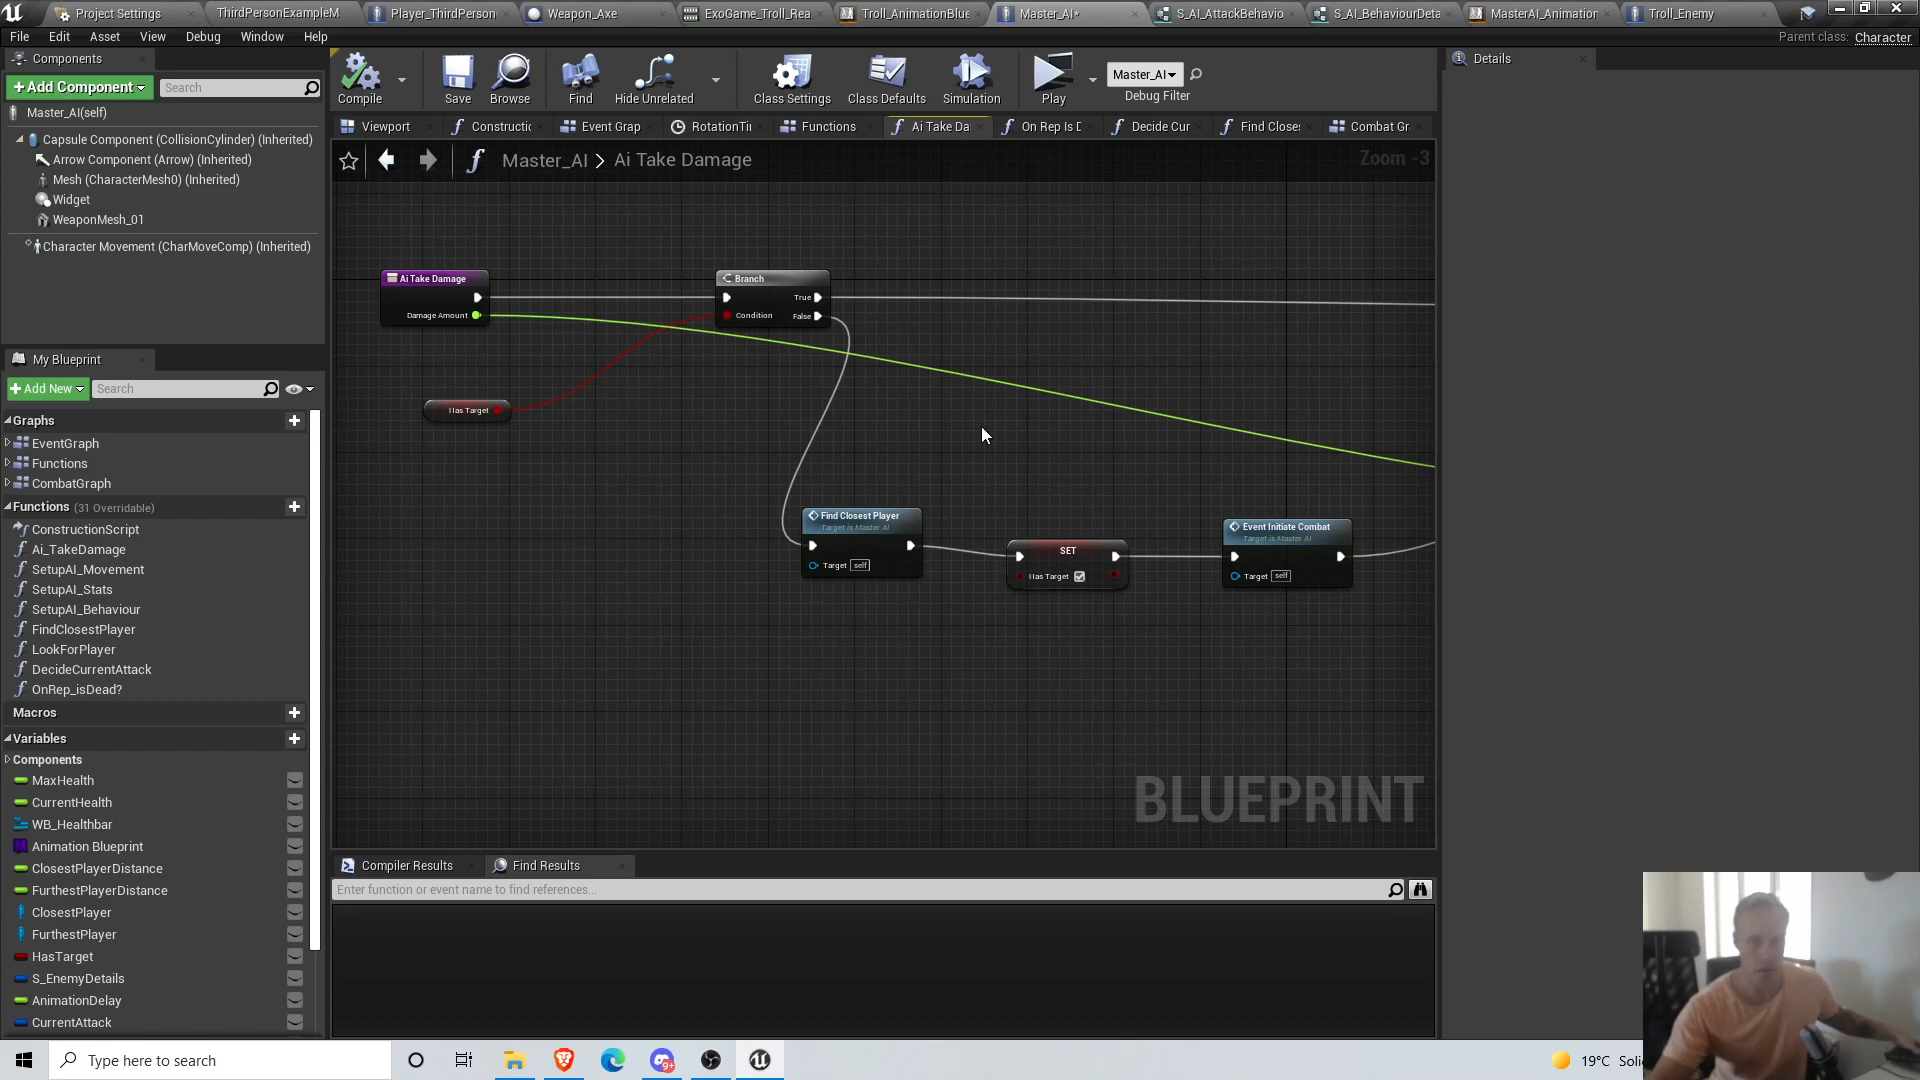 Project Settings
ThirdPersonExampleM
Player_ThirdPerson
Weapon_Axe
ExoGame_Troll_Rea
Troll_AnimationBlue
Master_AI*
S_AI_AttackBehavio
S_AI_BehaviourDeta
MasterAI_Animation
Troll_Enemy
File
Edit
Asset
View
Debug
Window
Help
Parent class: Character
Components
+ Add Component
Search
Master_AI(self)
Capsule Component (CollisionCylinder) (Inherited)
Arrow Component (Arrow) (Inherited)
Mesh (CharacterMesh0) (Inherited)
Widget
WeaponMesh_01
Character Movement (CharMoveComp) (Inherited)
Compile
Save
Browse
Find
Hide Unrelated
Class Settings
Class Defaults
Simulation
Play
Master_AI
Debug Filter
Details
Viewport
Constructic
Event Grap
RotationTi
Functions
Ai Take Da
On Rep Is D
Decide Cur
Find Close
Combat Gr
Master_AI > Ai Take Damage
Zoom -3
Ai Take Damage
Damage Amount
Branch
True
Condition
False
Has Target
Find Closest Player
Target is Master AI
Target self
SET
Has Target
Event Initiate Combat
Target is Master AI
Target self
BLUEPRINT
My Blueprint
+ Add New
Search
Graphs
EventGraph
Functions
CombatGraph
Functions (31 Overridable)
ConstructionScript
Ai_TakeDamage
SetupAI_Movement
SetupAI_Stats
SetupAI_Behaviour
FindClosestPlayer
LookForPlayer
DecideCurrentAttack
OnRep_isDead?
Macros
Variables
Components
MaxHealth
CurrentHealth
WB_Healthbar
Animation Blueprint
ClosestPlayerDistance
FurthestPlayerDistance
ClosestPlayer
FurthestPlayer
HasTarget
S_EnemyDetails
AnimationDelay
CurrentAttack
Compiler Results
Find Results
Enter function or event name to find references...
Type here to search
9+
19°C Soli